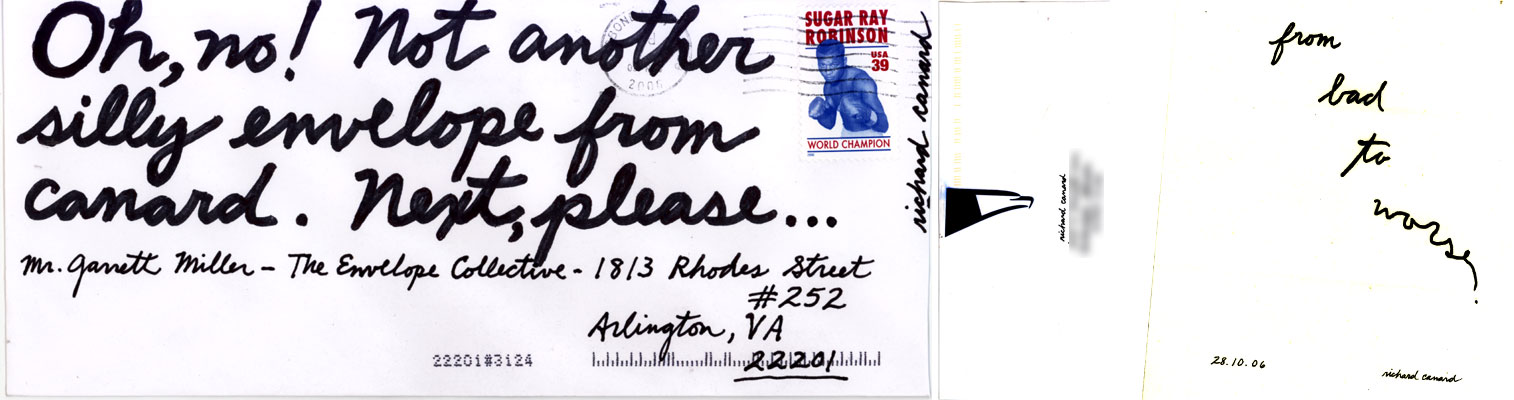 Oh, no! Not another
silly envelope from
canard. Next, please...
Mr. Garrett Miller – The Envelope Collective - 1813 Rhodes Street
#252
Arlington, VA
22201
22201#3124
SUGAR RAY
ROBINSON
USA
39
WORLD CHAMPION
richard canard
2006
richard canard
from
bad
to
worse
28.10.06
richard canard